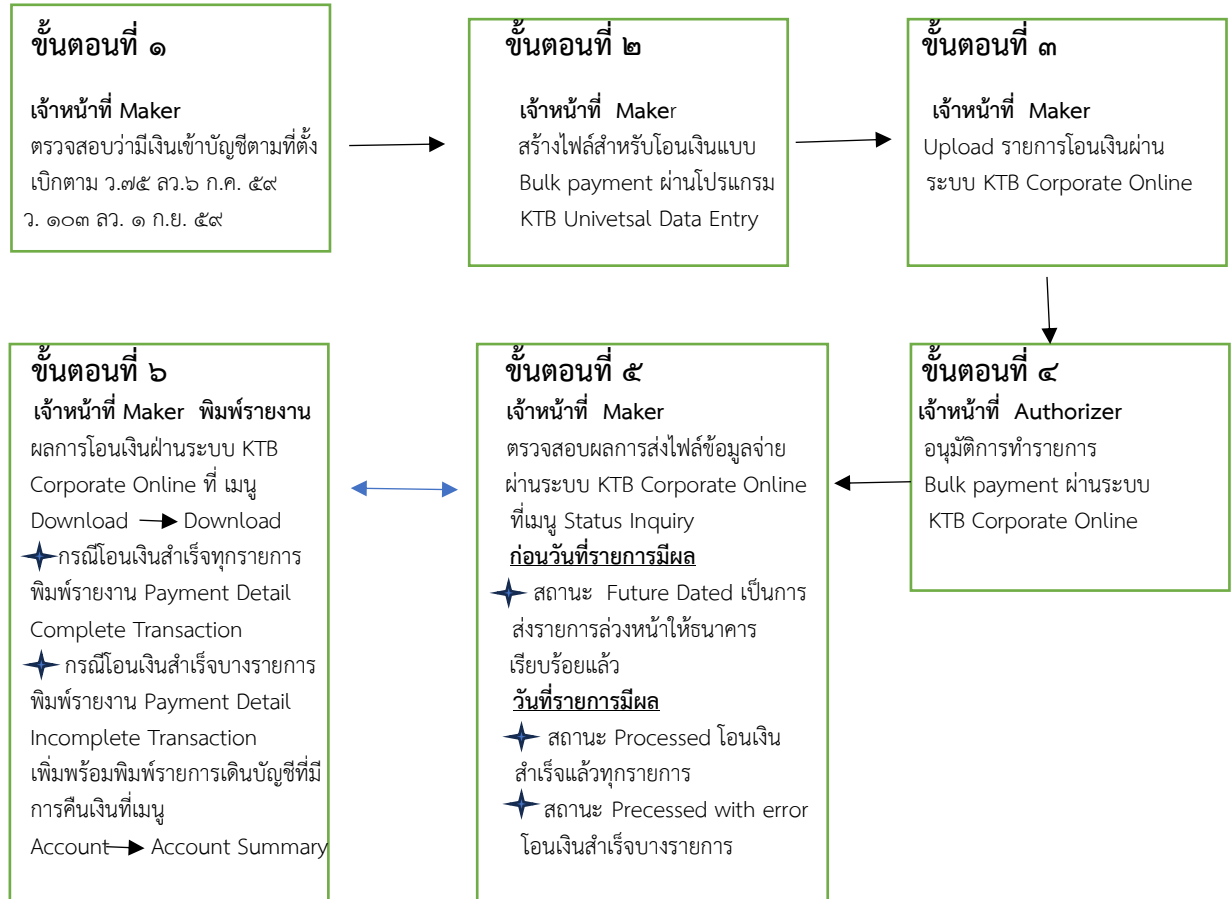 ขั้นตอนที่ ๑
เจ้าหน้าที่ Maker
ตรวจสอบว่ามีเงินเข้าบัญชีตามที่ตั้ง
เบิกตาม ว.๗๕ ลว.๖ ก.ค. ๕๙
ว. ๑๐๓ ลว. ๑ ก.ย. ๕๙
ขั้นตอนที่ ๒
เจ้าหน้าที่ Maker
สร้างไฟล์สำหรับโอนเงินแบบ
Bulk payment ผ่านโปรแกรม
KTB Univetsal Data Entry
ขั้นตอนที่ ๓
เจ้าหน้าที่ Maker
Upload รายการโอนเงินผ่าน
ระบบ KTB Corporate Online
ขั้นตอนที่ ๔
เจ้าหน้าที่ Authorizer
อนุมัติการทำรายการ
Bulk payment ผ่านระบบ
KTB Corporate Online
ขั้นตอนที่ ๕
เจ้าหน้าที่ Maker
ตรวจสอบผลการส่งไฟล์ข้อมูลจ่าย
ผ่านระบบ KTB Corporate Online
ที่เมนู Status Inquiry
ก่อนวันที่รายการมีผล
สถานะ Future Dated เป็นการ
ส่งรายการล่วงหน้าให้ธนาคาร
เรียบร้อยแล้ว
วันที่รายการมีผล
สถานะ Processed โอนเงิน
สำเร็จแล้วทุกรายการ
สถานะ Precessed with error
โอนเงินสำเร็จบางรายการ
ขั้นตอนที่ ๖
เจ้าหน้าที่ Maker พิมพ์รายงาน
ผลการโอนเงินฝ่านระบบ KTB
Corporate Online ที่ เมนู
Download Download
กรณีโอนเงินสำเร็จทุกรายการ
พิมพ์รายงาน Payment Detail
Complete Transaction
กรณีโอนเงินสำเร็จบางรายการ
พิมพ์รายงาน Payment Detail
Incomplete Transaction
เพิ่มพร้อมพิมพ์รายการเดินบัญชีที่มี
การคืนเงินที่เมนู
Account Account Summary